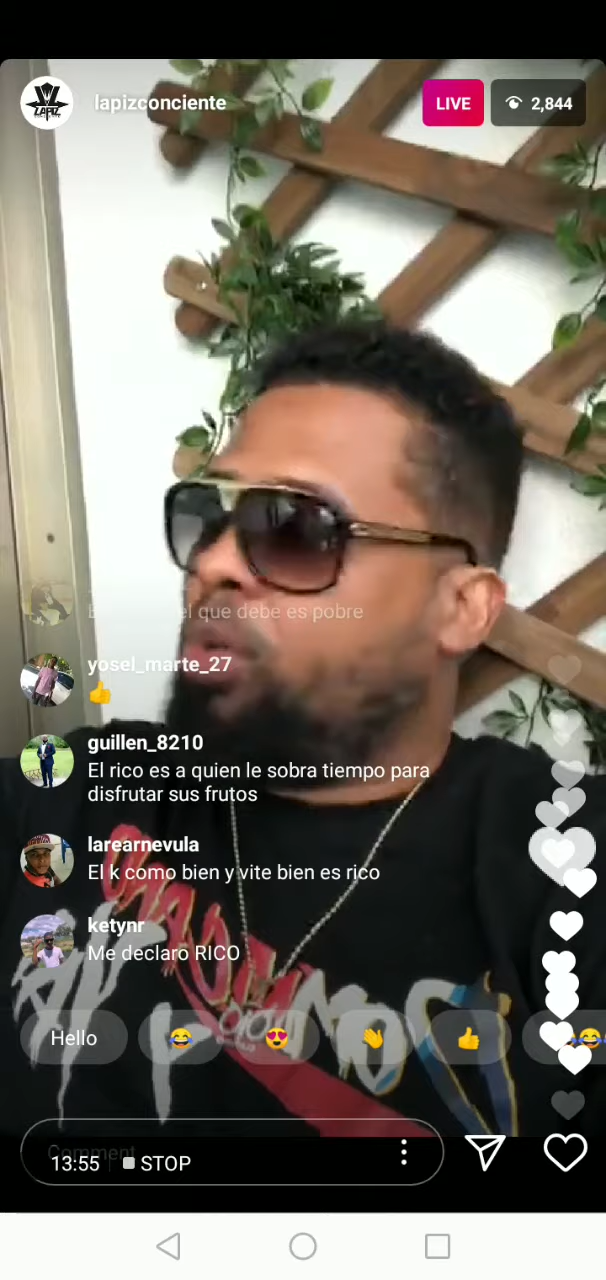 LAPIZ
lapizconciente
LIVE
2,844
el que debe es pobre
yosel_marte_27
guillen_8210
El rico es a quien le sobra tiempo para
disfrutar sus frutos
larearnevula
El k como bien y vite bien es rico
ketynr
Me declaro RICO
Hello
Comment
13:55
STOP